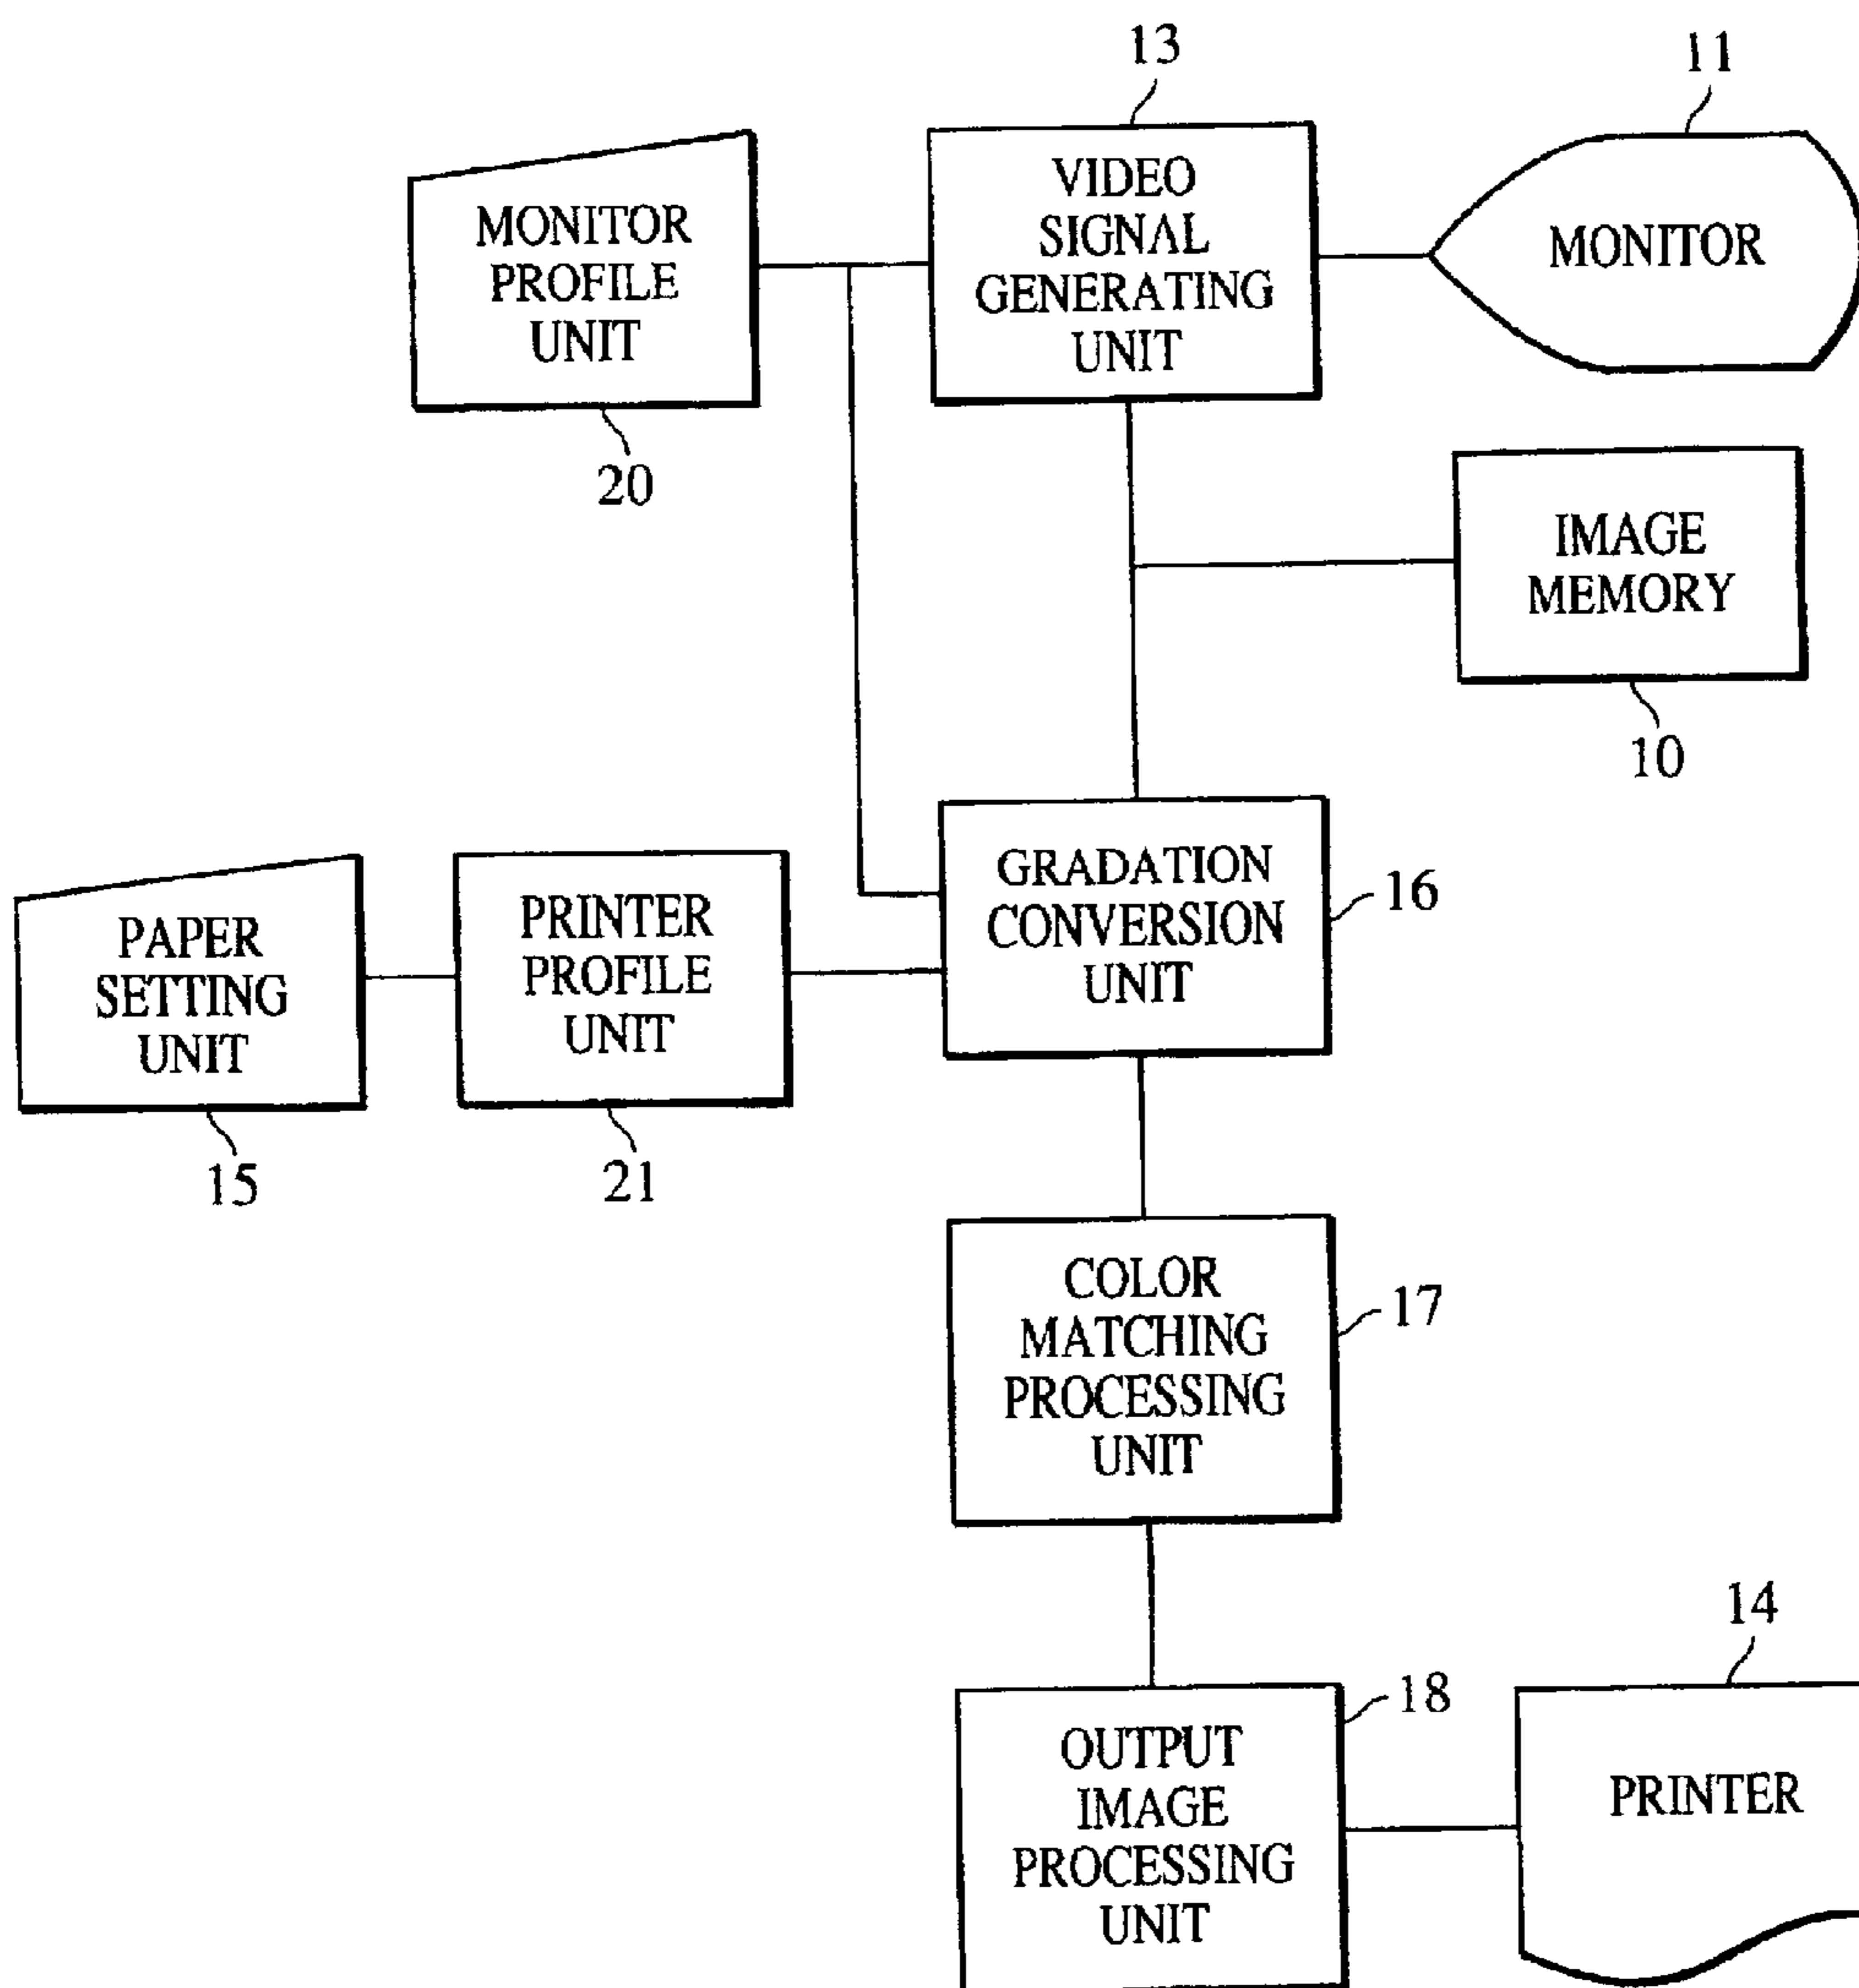 13
11
MONITOR
PROFILE
UNIT
VIDEO
SIGNAL
GENERATING
UNIT
MONITOR
20
IMAGE
MEMORY
10
PAPER
SETTING
UNIT
PRINTER
PROFILE
UNIT
GRADATION
CONVERSION
UNIT
16
15
21
COLOR
MATCHING
PROCESSING
UNIT
17
14
18
OUTPUT
IMAGE
PROCESSING
UNIT
PRINTER